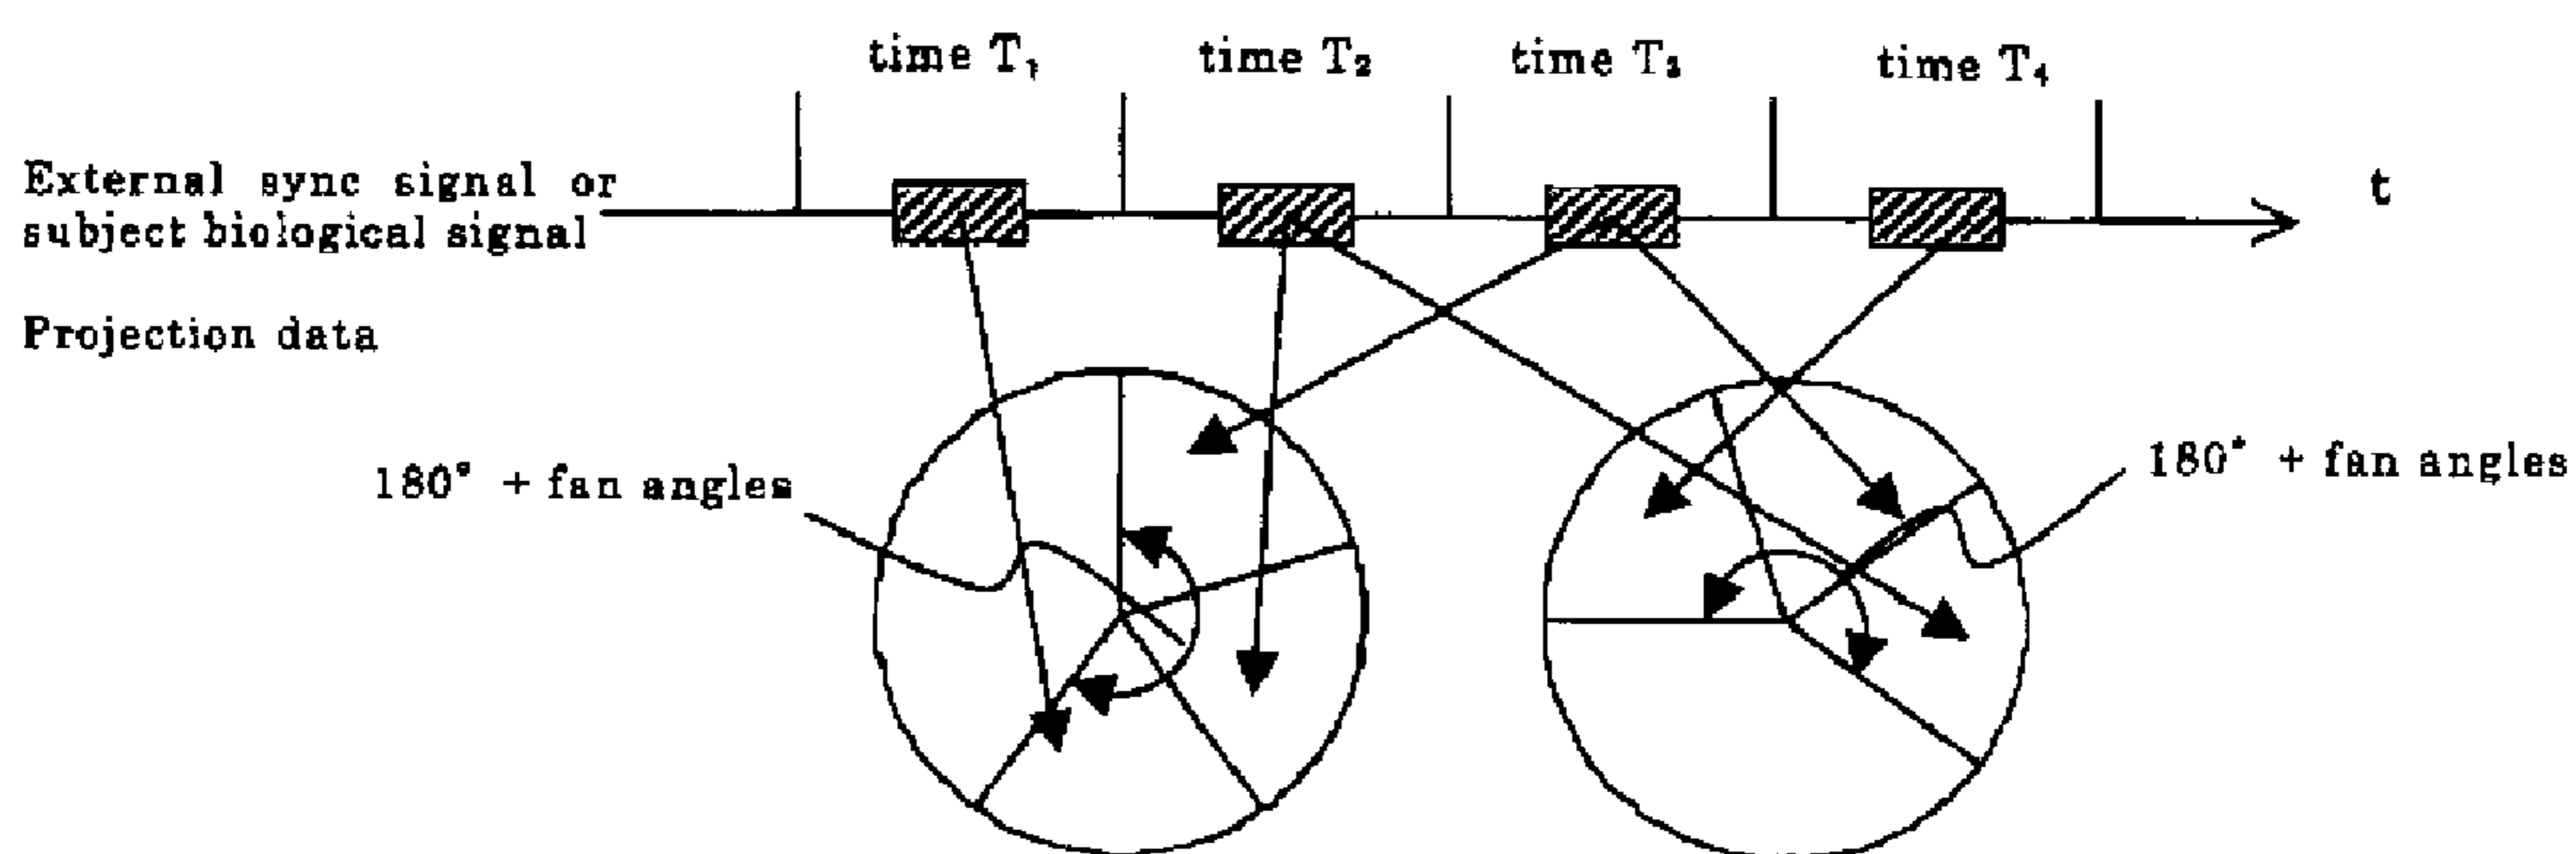 time T₁ time T₂ time T₃ time T₄
External sync signal or
subject biological signal
t
Projection data
180° + fan angles
180° + fan angles